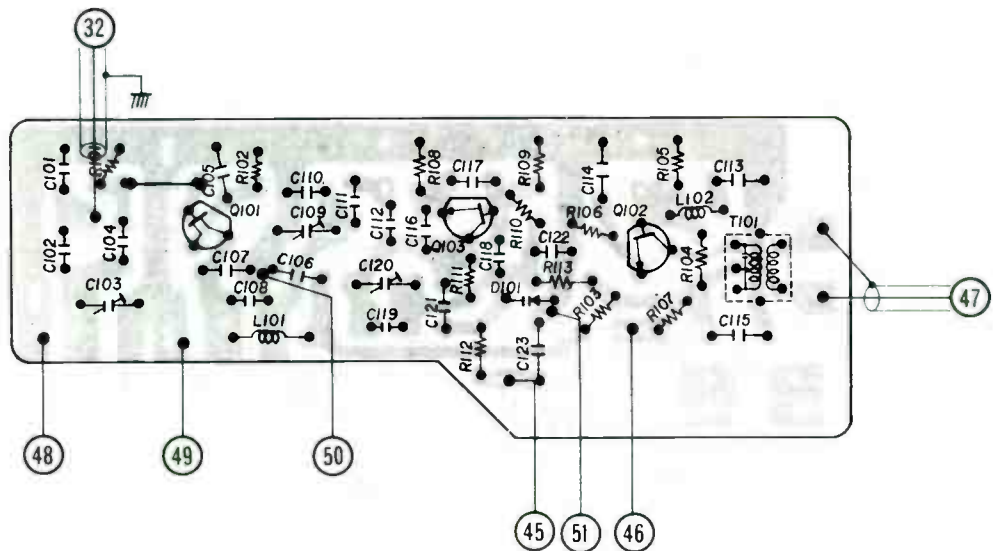 32
C101
R101
C105
R102
C110
C111
R108
C117
R109
C114
R105
C113
Q101
C109
C112
C116
Q103
R110
R106
Q102
L102
T101
C102
C104
C107
C106
C120
R111
C118
C122
R113
R104
C103
C108
C121
D101
R103
R107
47
L101
C119
R112
C123
C115
48
49
50
45
51
46